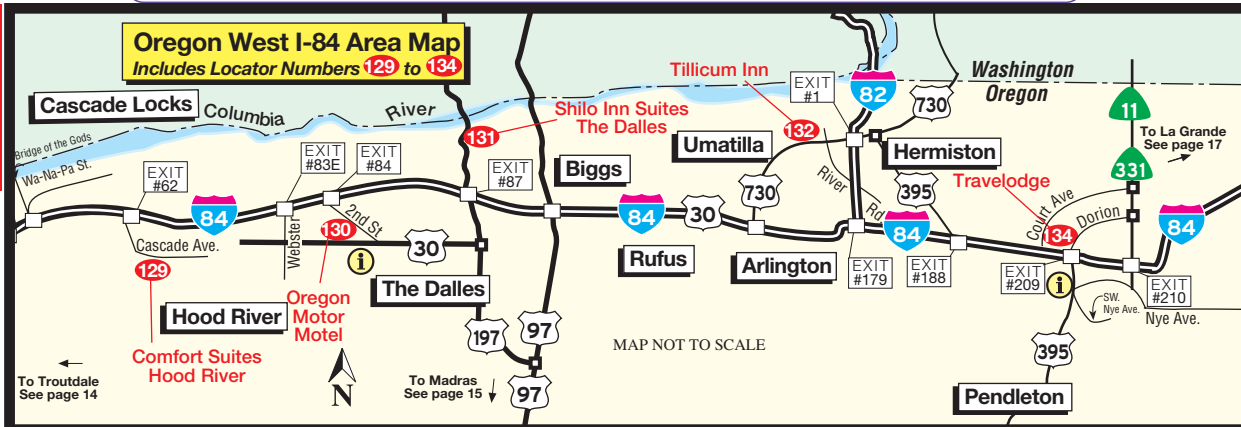 Oregon West I-84 Area Map
Includes Locator Numbers 129 to 134
Cascade Locks
Columbia
River
Bridge of the Gods
Wa-Na-Pa St.
EXIT
#62
84
Cascade Ave.
129
Comfort Suites
Hood River
Hood River
EXIT
#83E
EXIT
#84
Webster
2nd St
130
Oregon
Motor
Motel
i
30
The Dalles
131
Shilo Inn Suites
The Dalles
EXIT
#87
197
97
97
Biggs
84
30
Rufus
MAP NOT TO SCALE
N
To Troutdale
See page 14
To Madras
See page 15
Tillicum Inn
132
EXIT
#1
82
730
Washington
Oregon
Umatilla
Hermiston
730
River
Rd
395
84
Arlington
EXIT
#179
EXIT
#188
Travelodge
Court Ave
Dorion
134
EXIT
#209
i
SW.
Nye Ave.
Nye Ave.
EXIT
#210
84
11
331
To La Grande
See page 17
395
Pendleton